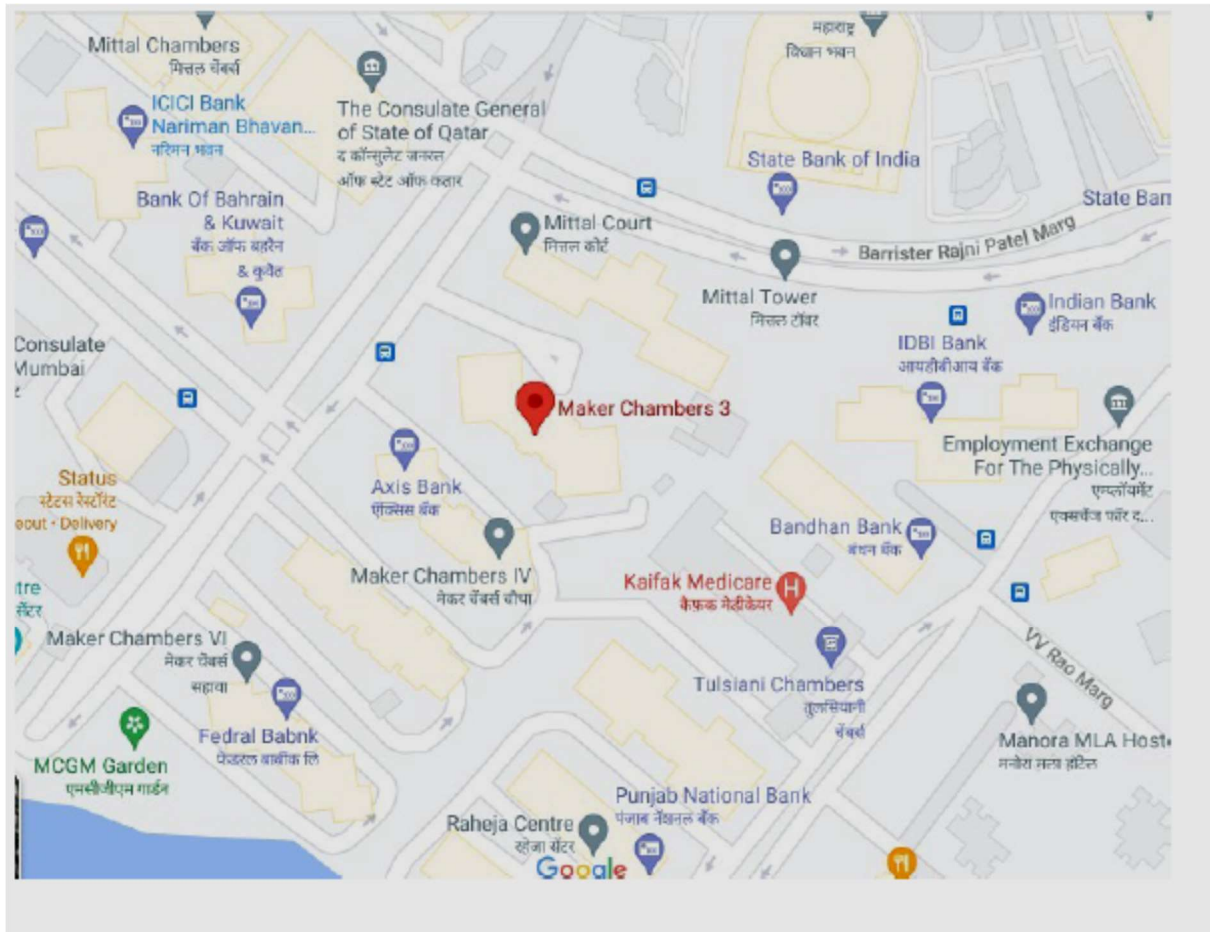 Mittal Chambers
मित्तल चेंबर्स
महाराष्ट्र
विधान भवन
ICICI Bank
Nariman Bhavan...
नरिमन भवन
The Consulate General
of State of Qatar
द कॉन्सुलेट जनरल
ऑफ स्टेट ऑफ कतार
State Bank of India
Bank Of Bahrain
& Kuwait
बँक ऑफ बहरैन
& कुवैत
State Ban
Mittal Court
मित्तल कोर्ट
Barrister Rajni Patel Marg
Mittal Tower
मित्तल टॉवर
Indian Bank
इंडियन बँक
Consulate
Mumbai
IDBI Bank
आयडीबीआय बँक
Maker Chambers 3
Employment Exchange
For The Physically...
एम्प्लॉयमेंट
एक्सचेंज फॉर द...
Status
स्टेटस रेस्टॉरंट
eout • Delivery
Axis Bank
ऍक्सिस बँक
Bandhan Bank
बंधन बँक
Maker Chambers IV
मेकर चेंबर्स चौथा
Kaifak Medicare
कैफक मेडीकेयर
tre
सेंटर
Maker Chambers VI
मेकर चेंबर्स
सहावा
VV Rao Marg
Tulsiani Chambers
तुलसियानी
चेंबर्स
Fedral Babnk
फेडरल बाबींक लि
Manora MLA Host
MCGM Garden
एमसीजीएम गार्डन
Punjab National Bank
पंजाब नॅशनल बँक
Raheja Centre
रहेजा सेंटर
Google